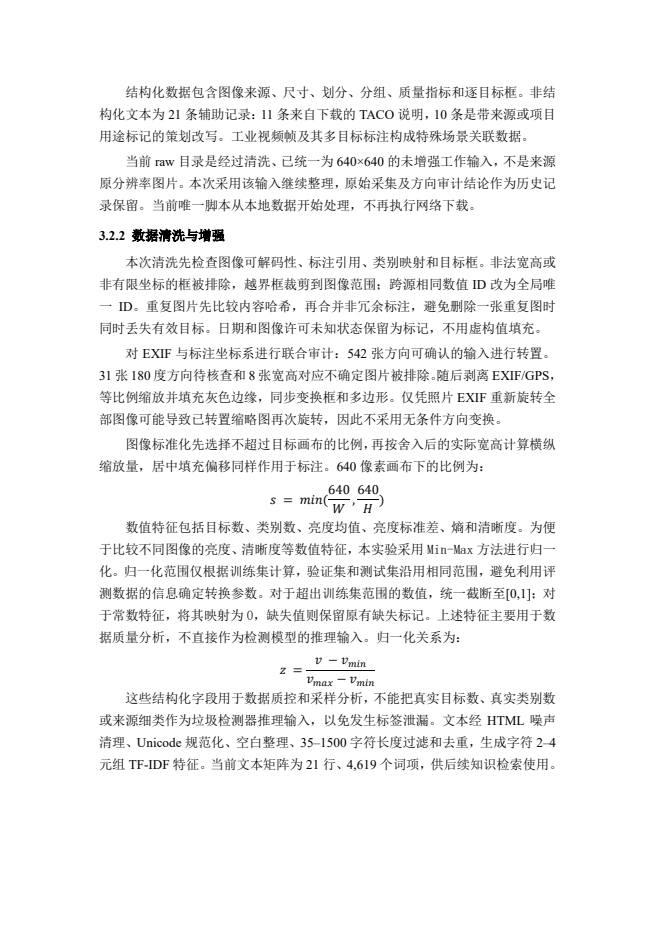 结构化数据包含图像来源、尺寸、划分、分组、质量指标和逐目标框。非结
构化文本为 21 条辅助记录：11 条来自下载的 TACO 说明，10 条是带来源或项目
用途标记的策划改写。工业视频帧及其多目标标注构成特殊场景关联数据。
当前 raw 目录是经过清洗、已统一为 640×640 的未增强工作输入，不是来源
原分辨率图片。本次采用该输入继续整理，原始采集及方向审计结论作为历史记
录保留。当前唯一脚本从本地数据开始处理，不再执行网络下载。
3.2.2 数据清洗与增强
本次清洗先检查图像可解码性、标注引用、类别映射和目标框。非法宽高或
非有限坐标的框被排除，越界框裁剪到图像范围；跨源相同数值 ID 改为全局唯
一 ID。重复图片先比较内容哈希，再合并非冗余标注，避免删除一张重复图时
同时丢失有效目标。日期和图像许可未知状态保留为标记，不用虚构值填充。
对 EXIF 与标注坐标系进行联合审计：542 张方向可确认的输入进行转置。
31 张 180 度方向待核查和 8 张宽高对应不确定图片被排除。随后剥离 EXIF/GPS，
等比例缩放并填充灰色边缘，同步变换框和多边形。仅凭照片 EXIF 重新旋转全
部图像可能导致已转置缩略图再次旋转，因此不采用无条件方向变换。
图像标准化先选择不超过目标画布的比例，再按舍入后的实际宽高计算横纵
缩放量，居中填充偏移同样作用于标注。640 像素画布下的比例为：
s = min(640/W, 640/H)
数值特征包括目标数、类别数、亮度均值、亮度标准差、熵和清晰度。为便
于比较不同图像的亮度、清晰度等数值特征，本实验采用 Min-Max 方法进行归一
化。归一化范围仅根据训练集计算，验证集和测试集沿用相同范围，避免利用评
测数据的信息确定转换参数。对于超出训练集范围的数值，统一截断至[0,1]；对
于常数特征，将其映射为 0，缺失值则保留原有缺失标记。上述特征主要用于数
据质量分析，不直接作为检测模型的推理输入。归一化关系为：
z = (v − v_min)/(v_max − v_min)
这些结构化字段用于数据质控和采样分析，不能把真实目标数、真实类别数
或来源细类作为垃圾检测器推理输入，以免发生标签泄漏。文本经 HTML 噪声
清理、Unicode 规范化、空白整理、35–1500 字符长度过滤和去重，生成字符 2–4
元组 TF-IDF 特征。当前文本矩阵为 21 行、4,619 个词项，供后续知识检索使用。